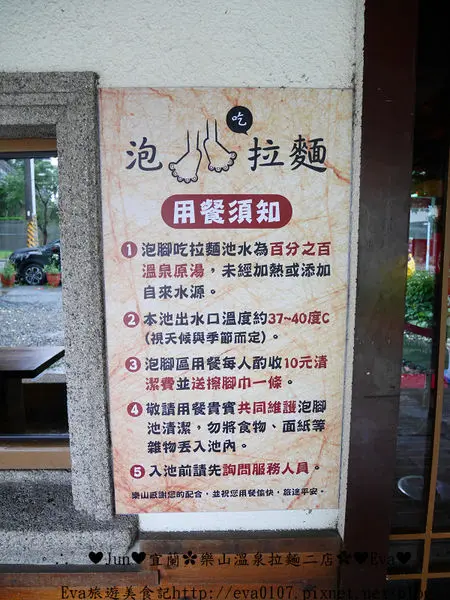 泡 吃 拉麵
用餐須知
1 泡腳吃拉麵池水為百分之百
溫泉原湯,未經加熱或添加
自來水源。
2 本池出水口溫度約37~40度C
(視天候與季節而定)。
3 泡腳區用餐每人酌收10元清
潔費並送擦腳巾一條。
4 敬請用餐貴賓共同維護泡腳
池清潔,勿將食物、面紙等
雜物丟入池內。
5 入池前請先詢問服務人員。
樂山感謝您的配合,並祝您用餐愉快,旅途平安。
...♥Jun♥宜蘭✿樂山溫泉拉麵二店✿♥Eva♥
Eva旅遊美食記http://eva0107.pixnet.net/blog